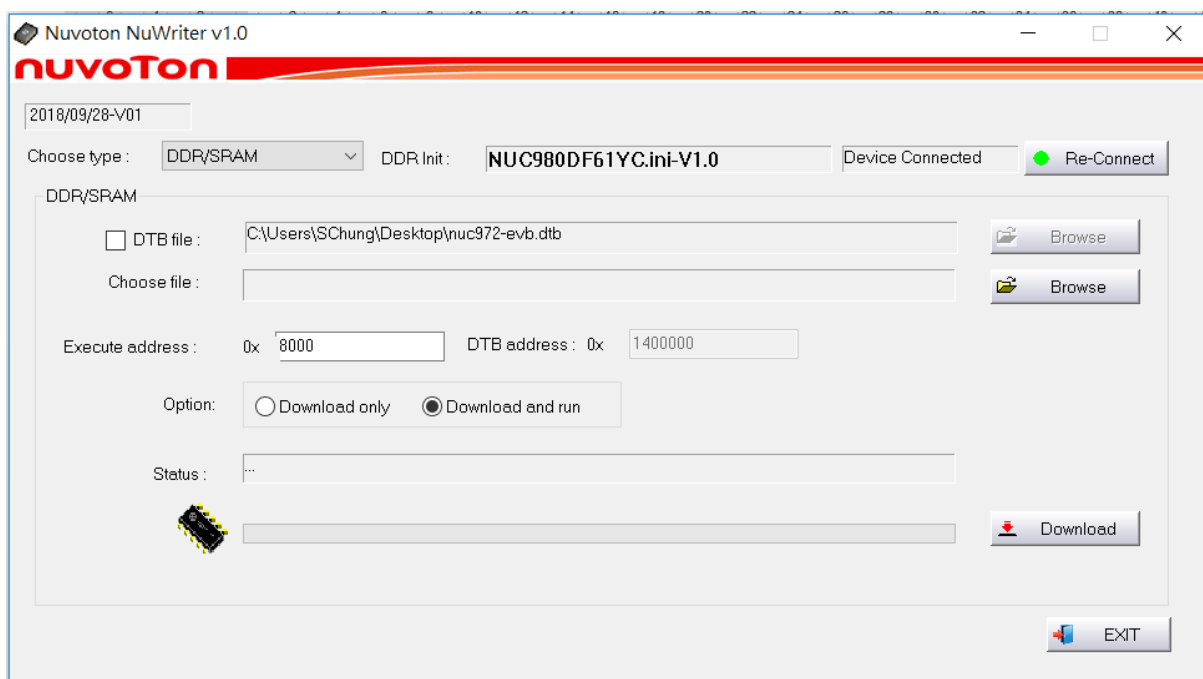 Nuvoton NuWriter v1.0
nuvoTon
2018/09/28-V01
Choose type : DDR/SRAM DDR Init : NUC980DF61YC.ini-V1.0 Device Connected Re-Connect
DDR/SRAM
DTB file : C:\Users\SChung\Desktop\nuc972-evb.dtb Browse
Choose file : Browse
Execute address : 0x 8000 DTB address : 0x 1400000
Option: Download only Download and run
Status : ...
Download
EXIT